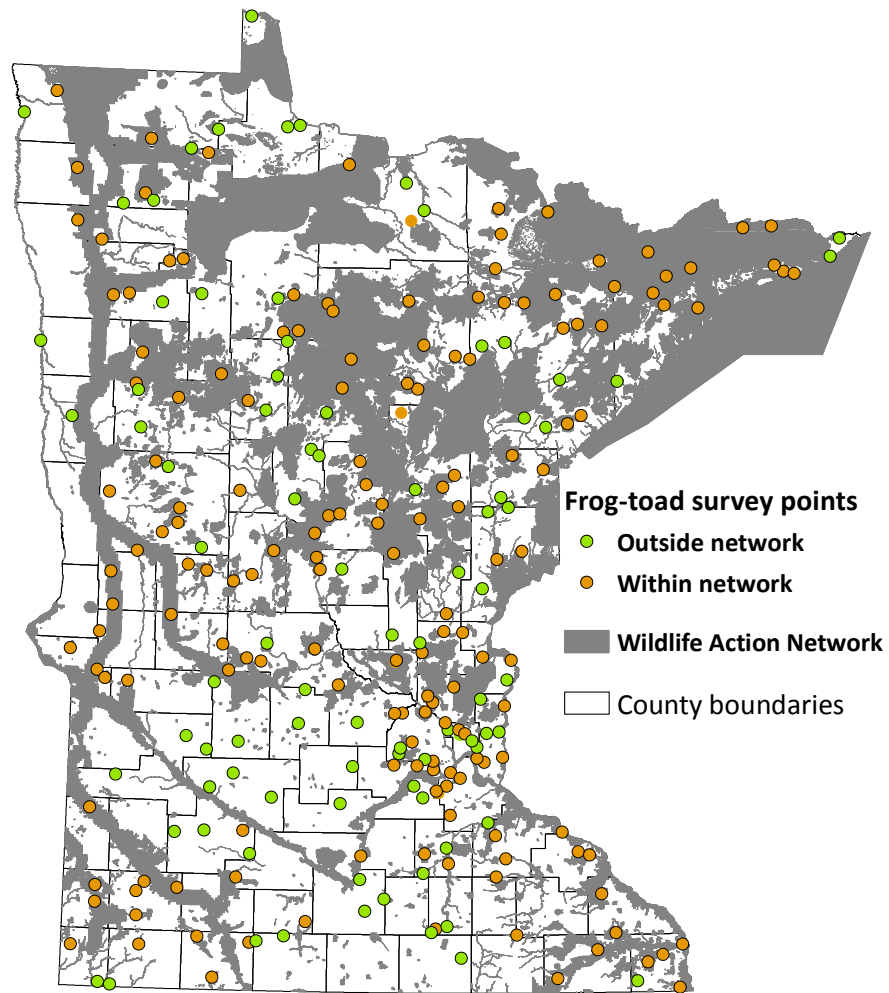 Frog-toad survey points
Outside network
Within network
Wildlife Action Network
County boundaries